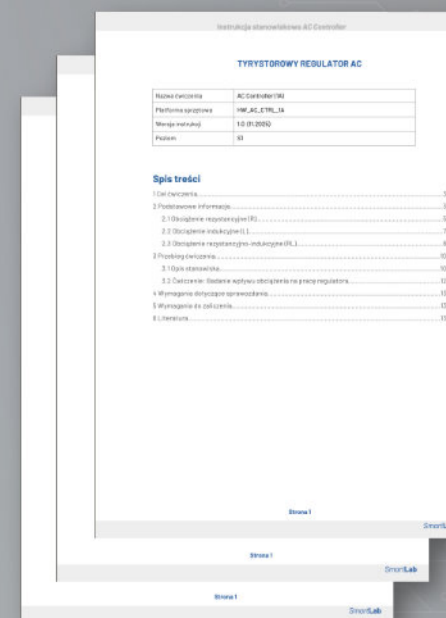 Instrukcja stanowiskowa AC Controller
TYRYSTOROWY REGULATOR AC
Nazwa ćwiczenia AC Controller (1A)
Platforma sprzętowa HW_AC_CTRL_1A
Wersja instrukcji 1.0 (11.2025)
Poziom
Spis treści
1 Cel ćwiczenia
2 Podstawowe informacje
2.1 Obciążenie rezystancyjne (R)
2.2 Obciążenie indukcyjne (L)
2.3 Obciążenie rezystancyjno-indukcyjne (RL)
3 Przebieg ćwiczenia
3.1 Opis stanowiska
3.2 Ćwiczenie: Badanie wpływu obciążenia na pracę regulatora
4 Wymagania dotyczące sprawozdania
5 Wymagania do zaliczenia
6 Literatura
Strona 1
Strona 1
SmartLab
Strona 1
SmartLab